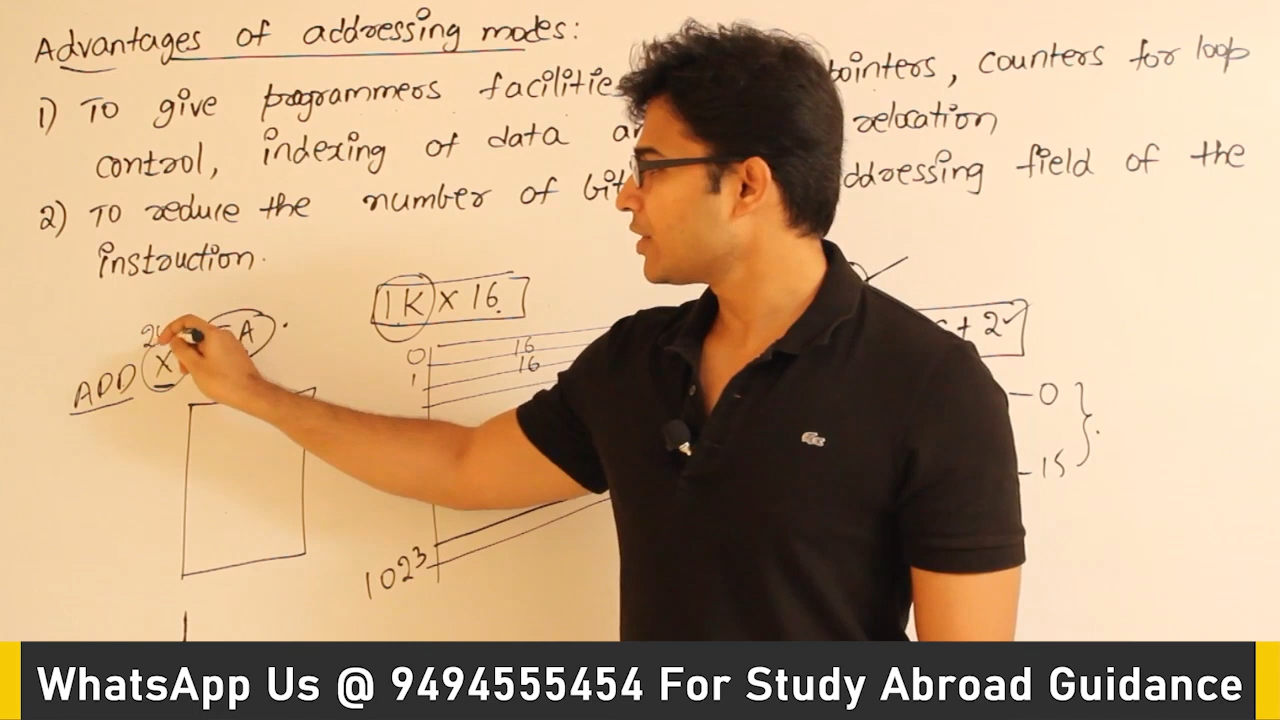 Advantages of addressing modes:
1) To give programmers facilitie pointers, counters for loop
control, indexing of data relocation
2) To reduce the number of bit addressing field of the
instruction.
1K X 16
ADD X A
0 16
1 16
+ 2
0
15
1023
WhatsApp Us @ 9494555454 For Study Abroad Guidance